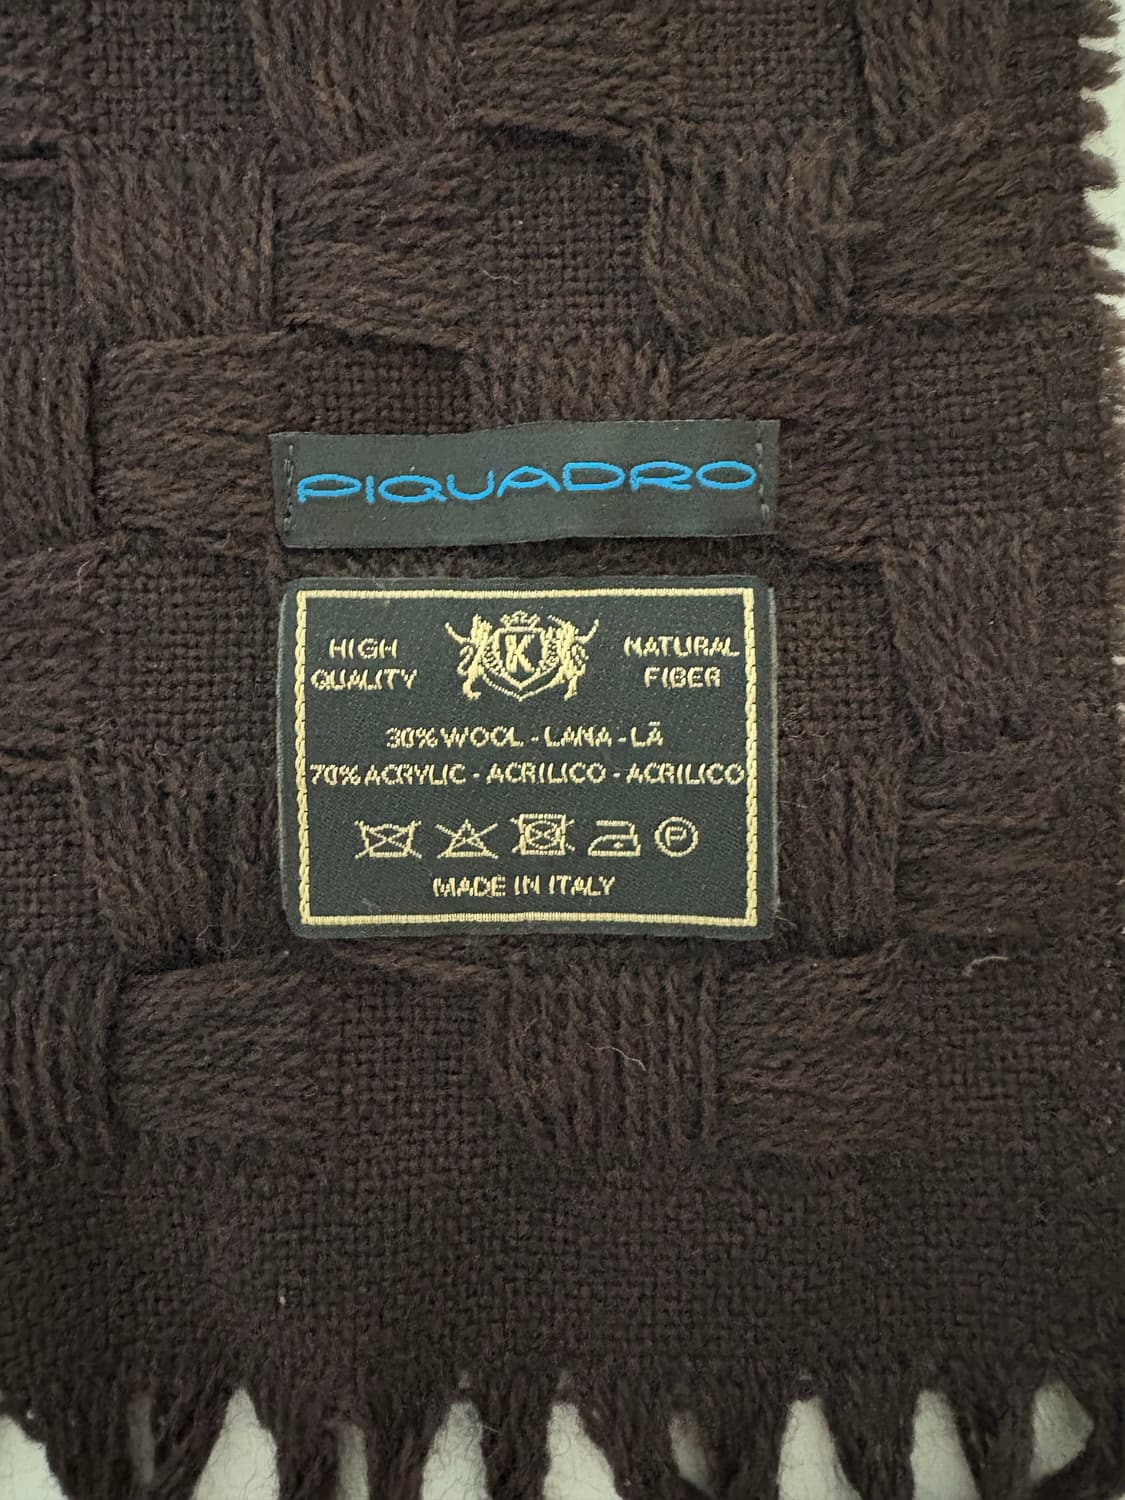 PIQUADRO
HIGH QUALITY
K
NATURAL FIBER
30% WOOL - LANA - LÃ
70% ACRYLIC - ACRILICO - ACRILICO
P
MADE IN ITALY